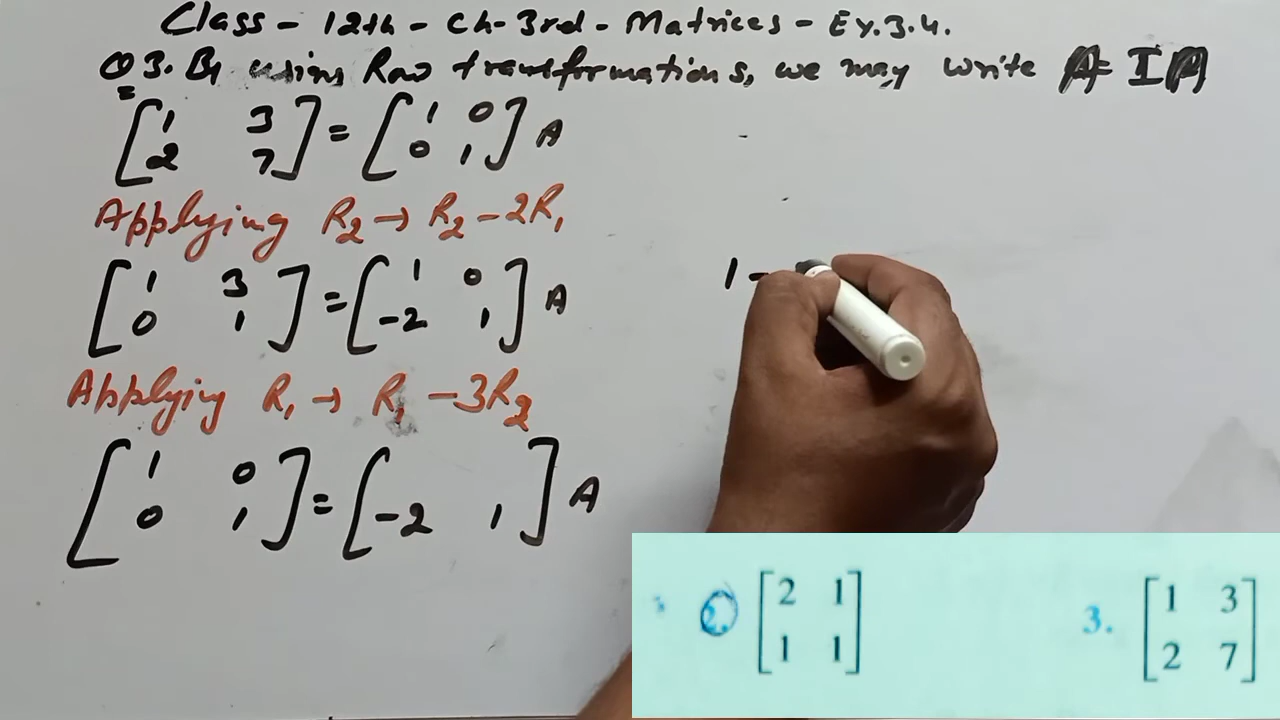 Class - 12th - Ch-3rd - Matrices - Ex.3.4.
Q3. By using Row transformations, we may write A = IA
[1 3] = [1 0] A
[2 7] [0 1]
Applying R₂ → R₂ - 2R₁
[1 3] = [1 0] A
[0 1] [-2 1]
Applying R₁ → R₁ - 3R₂
[1 0] = [ ] A
[0 1] [-2 1]
1 -
[2 1] 3. [1 3]
[1 1] [2 7]